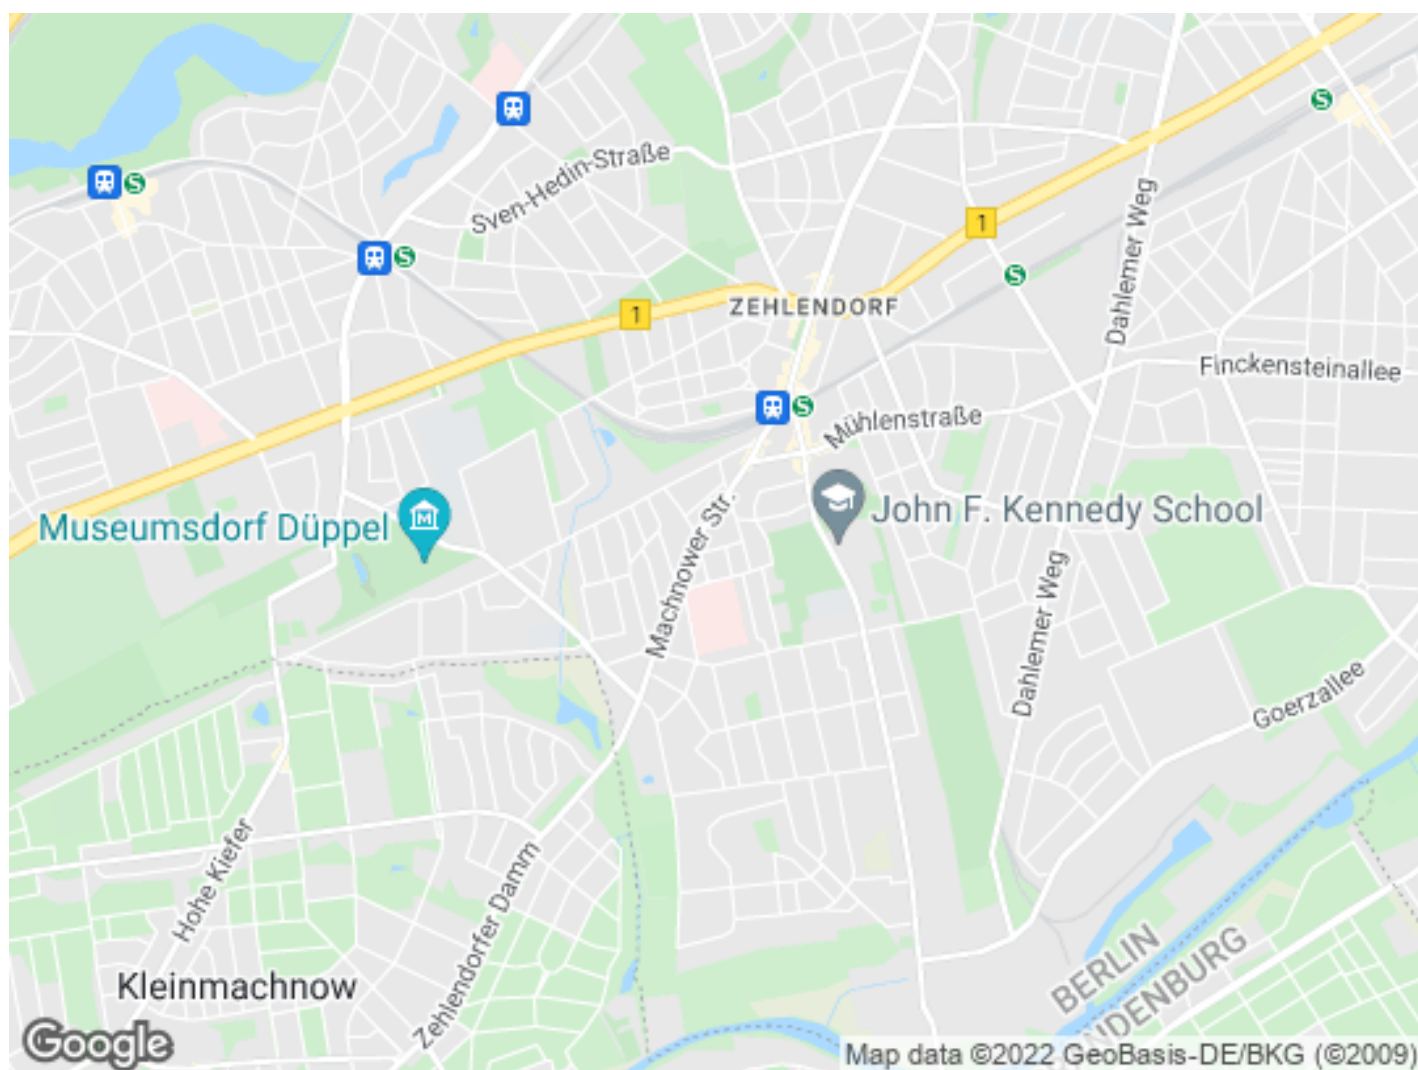 Sven-Hedin-Straße
1
Dahlemer Weg
1
ZEHLENDORF
Finckensteinallee
Mühlenstraße
Museumsdorf Düppel
John F. Kennedy School
Machnower Str.
Dahlemer Weg
Goerzallee
Hohe Kiefer
Zehlendorfer Damm
Kleinmachnow
BERLIN
Google
Map data ©2022 GeoBasis-DE/BKG (©2009)